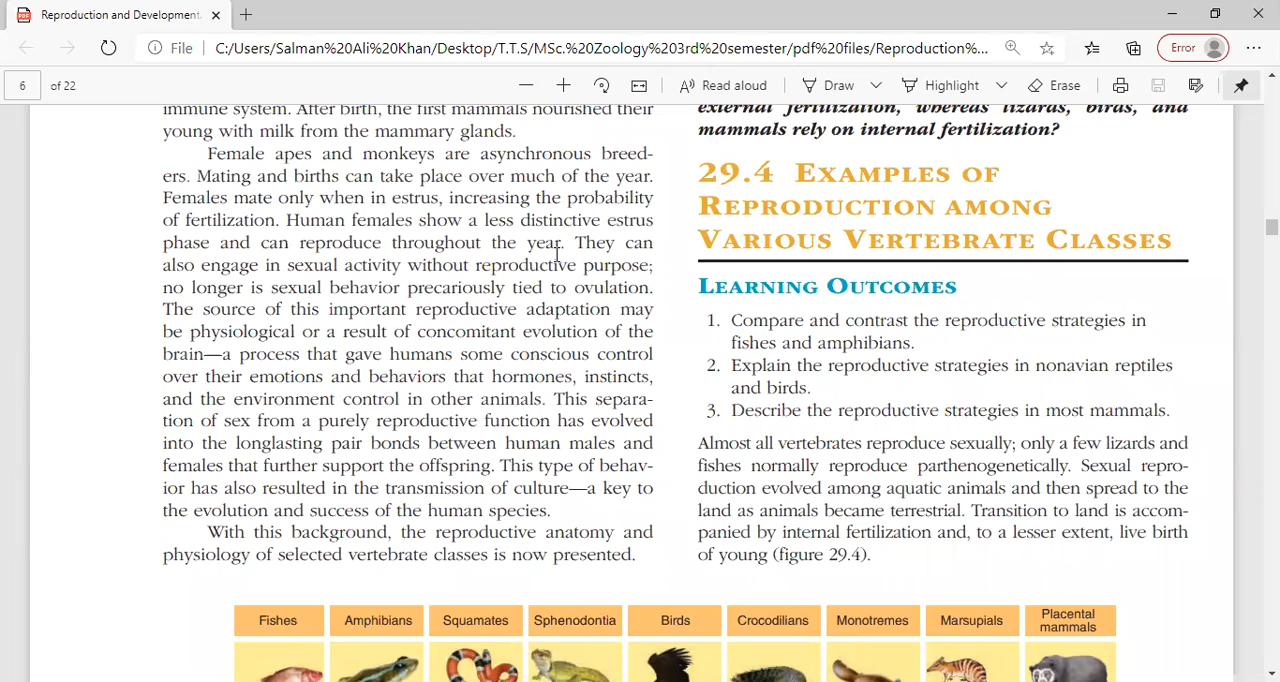 Reproduction and Development.
File
C:/Users/Salman%20Ali%20Khan/Desktop/T.T.S/MSc.%20Zoology%203rd%20semester/pdf%20files/Reproduction%...
Error
6 of 22
Read aloud
Draw
Highlight
Erase
immune system. After birth, the first mammals nourished their
young with milk from the mammary glands.
Female apes and monkeys are asynchronous breed-
ers. Mating and births can take place over much of the year.
Females mate only when in estrus, increasing the probability
of fertilization. Human females show a less distinctive estrus
phase and can reproduce throughout the year. They can
also engage in sexual activity without reproductive purpose;
no longer is sexual behavior precariously tied to ovulation.
The source of this important reproductive adaptation may
be physiological or a result of concomitant evolution of the
brain—a process that gave humans some conscious control
over their emotions and behaviors that hormones, instincts,
and the environment control in other animals. This separa-
tion of sex from a purely reproductive function has evolved
into the longlasting pair bonds between human males and
females that further support the offspring. This type of behav-
ior has also resulted in the transmission of culture—a key to
the evolution and success of the human species.
With this background, the reproductive anatomy and
physiology of selected vertebrate classes is now presented.
external fertilization, whereas lizards, birds, and
mammals rely on internal fertilization?
29.4 EXAMPLES OF
REPRODUCTION AMONG
VARIOUS VERTEBRATE CLASSES
LEARNING OUTCOMES
1. Compare and contrast the reproductive strategies in
fishes and amphibians.
2. Explain the reproductive strategies in nonavian reptiles
and birds.
3. Describe the reproductive strategies in most mammals.
Almost all vertebrates reproduce sexually; only a few lizards and
fishes normally reproduce parthenogenetically. Sexual repro-
duction evolved among aquatic animals and then spread to the
land as animals became terrestrial. Transition to land is accom-
panied by internal fertilization and, to a lesser extent, live birth
of young (figure 29.4).
Fishes
Amphibians
Squamates
Sphenodontia
Birds
Crocodilians
Monotremes
Marsupials
Placental
mammals